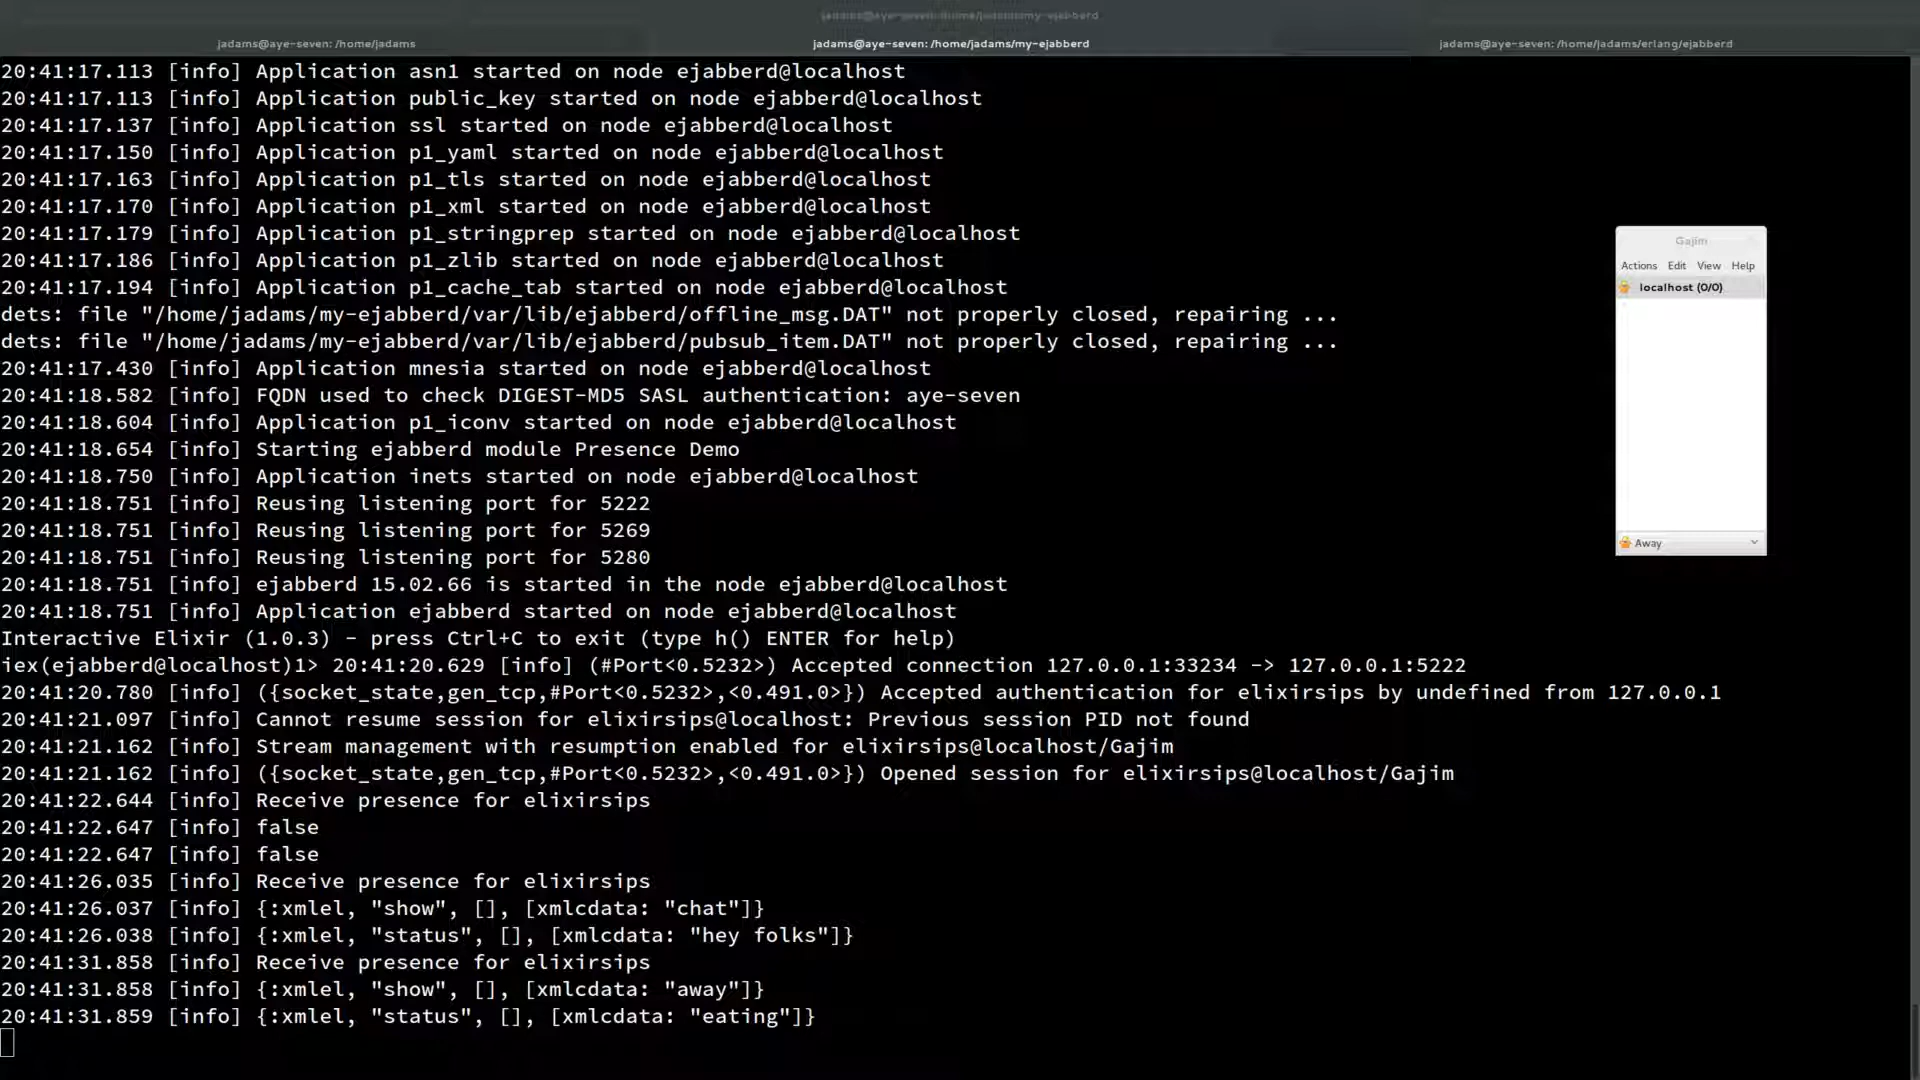 jadams@aye-seven: /home/jadams/my-ejabberd
jadams@aye-seven: /home/jadams
jadams@aye-seven: /home/jadams/my-ejabberd
jadams@aye-seven: /home/jadams/erlang/ejabberd
20:41:17.113 [info] Application asn1 started on node ejabberd@localhost
20:41:17.113 [info] Application public_key started on node ejabberd@localhost
20:41:17.137 [info] Application ssl started on node ejabberd@localhost
20:41:17.150 [info] Application p1_yaml started on node ejabberd@localhost
20:41:17.163 [info] Application p1_tls started on node ejabberd@localhost
20:41:17.170 [info] Application p1_xml started on node ejabberd@localhost
20:41:17.179 [info] Application p1_stringprep started on node ejabberd@localhost
20:41:17.186 [info] Application p1_zlib started on node ejabberd@localhost
20:41:17.194 [info] Application p1_cache_tab started on node ejabberd@localhost
dets: file "/home/jadams/my-ejabberd/var/lib/ejabberd/offline_msg.DAT" not properly closed, repairing ...
dets: file "/home/jadams/my-ejabberd/var/lib/ejabberd/pubsub_item.DAT" not properly closed, repairing ...
20:41:17.430 [info] Application mnesia started on node ejabberd@localhost
20:41:18.582 [info] FQDN used to check DIGEST-MD5 SASL authentication: aye-seven
20:41:18.604 [info] Application p1_iconv started on node ejabberd@localhost
20:41:18.654 [info] Starting ejabberd module Presence Demo
20:41:18.750 [info] Application inets started on node ejabberd@localhost
20:41:18.751 [info] Reusing listening port for 5222
20:41:18.751 [info] Reusing listening port for 5269
20:41:18.751 [info] Reusing listening port for 5280
20:41:18.751 [info] ejabberd 15.02.66 is started in the node ejabberd@localhost
20:41:18.751 [info] Application ejabberd started on node ejabberd@localhost
Interactive Elixir (1.0.3) - press Ctrl+C to exit (type h() ENTER for help)
iex(ejabberd@localhost)1> 20:41:20.629 [info] (#Port<0.5232>) Accepted connection 127.0.0.1:33234 -> 127.0.0.1:5222
20:41:20.780 [info] ({socket_state,gen_tcp,#Port<0.5232>,<0.491.0>}) Accepted authentication for elixirsips by undefined from 127.0.0.1
20:41:21.097 [info] Cannot resume session for elixirsips@localhost: Previous session PID not found
20:41:21.162 [info] Stream management with resumption enabled for elixirsips@localhost/Gajim
20:41:21.162 [info] ({socket_state,gen_tcp,#Port<0.5232>,<0.491.0>}) Opened session for elixirsips@localhost/Gajim
20:41:22.644 [info] Receive presence for elixirsips
20:41:22.647 [info] false
20:41:22.647 [info] false
20:41:26.035 [info] Receive presence for elixirsips
20:41:26.037 [info] {:xmlel, "show", [], [xmlcdata: "chat"]}
20:41:26.038 [info] {:xmlel, "status", [], [xmlcdata: "hey folks"]}
20:41:31.858 [info] Receive presence for elixirsips
20:41:31.858 [info] {:xmlel, "show", [], [xmlcdata: "away"]}
20:41:31.859 [info] {:xmlel, "status", [], [xmlcdata: "eating"]}
Gajim
Actions Edit View Help
localhost (0/0)
Away